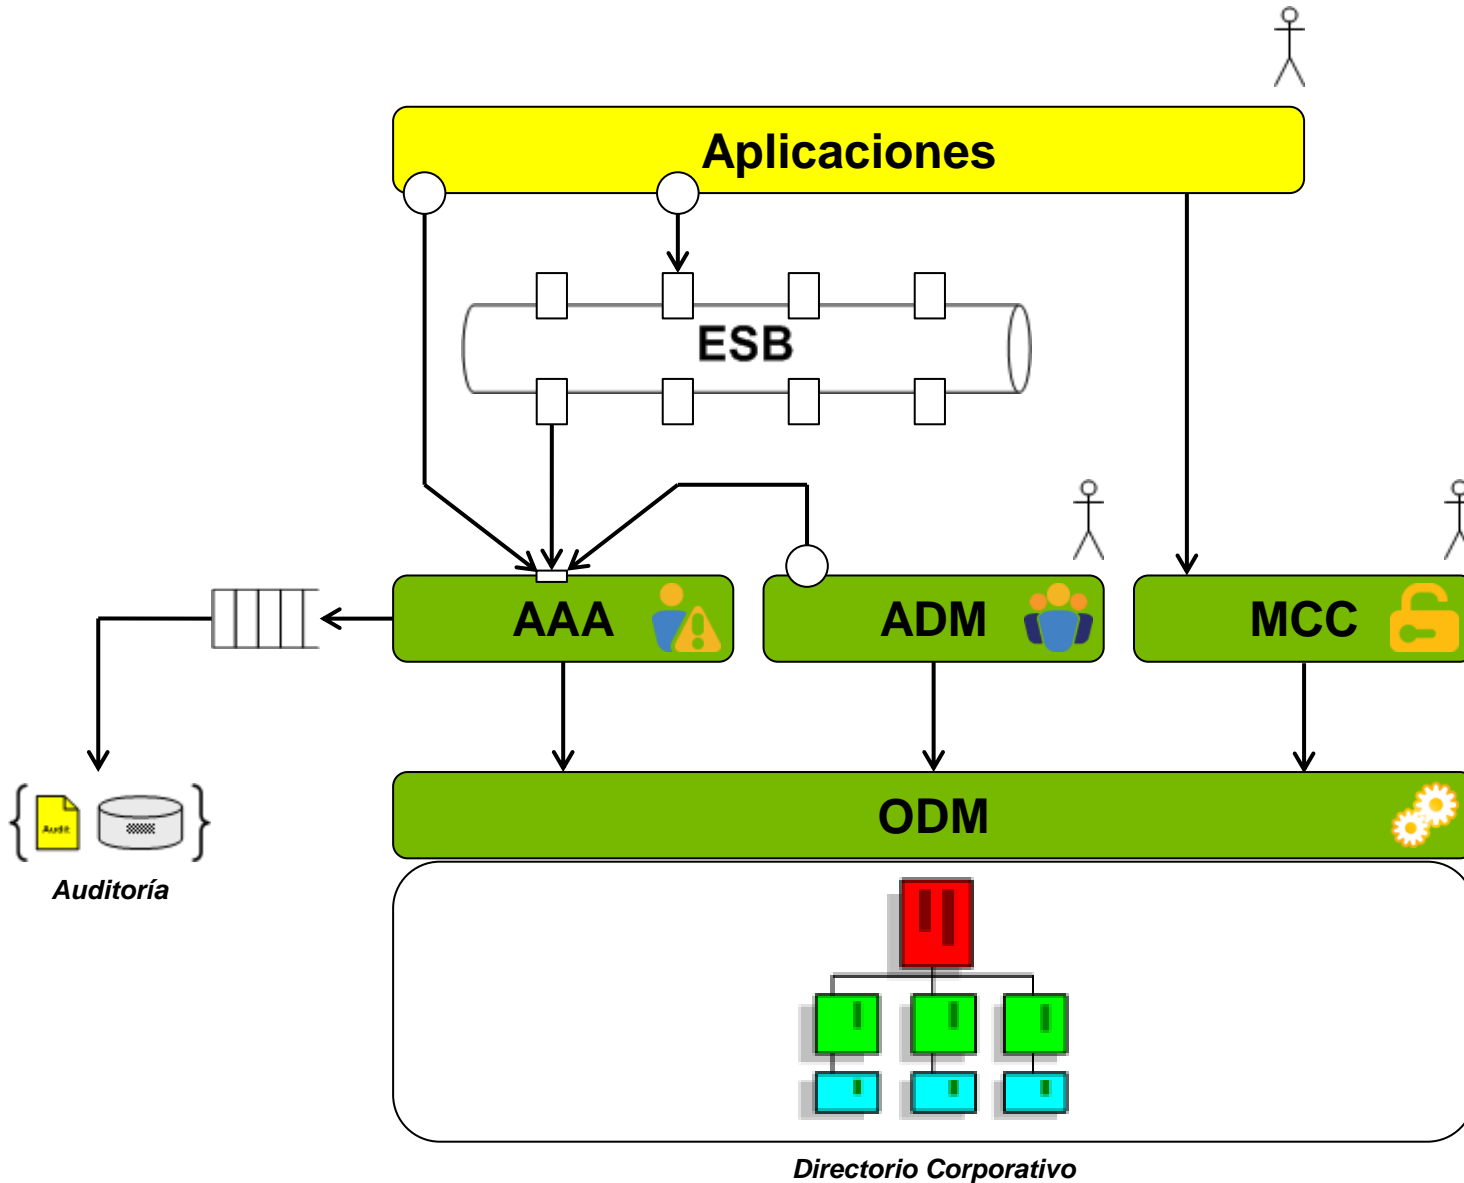 Aplicaciones
ESB
AAA
ADM
MCC
ODM
Audit
Auditoría
Directorio Corporativo